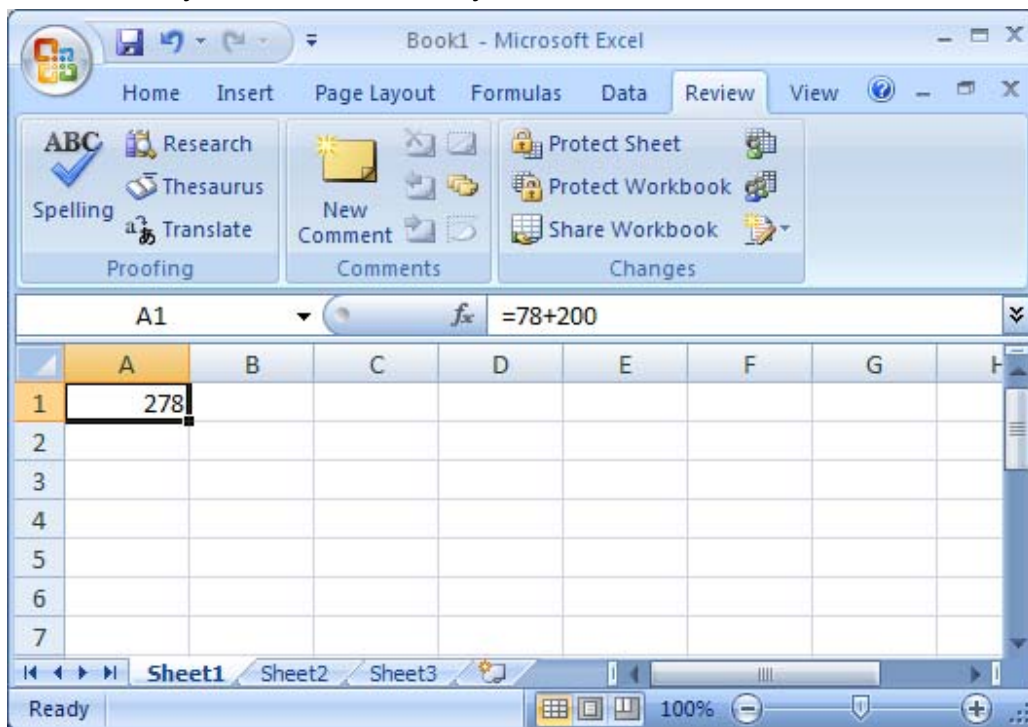 Book1 - Microsoft Excel
Home Insert Page Layout Formulas Data Review View
ABC Research Protect Sheet
Thesaurus Protect Workbook
Spelling Translate New Comment Share Workbook
Proofing Comments Changes
A1 fx =78+200
A B C D E F G H
1 278
2
3
4
5
6
7
Sheet1 Sheet2 Sheet3
Ready 100%